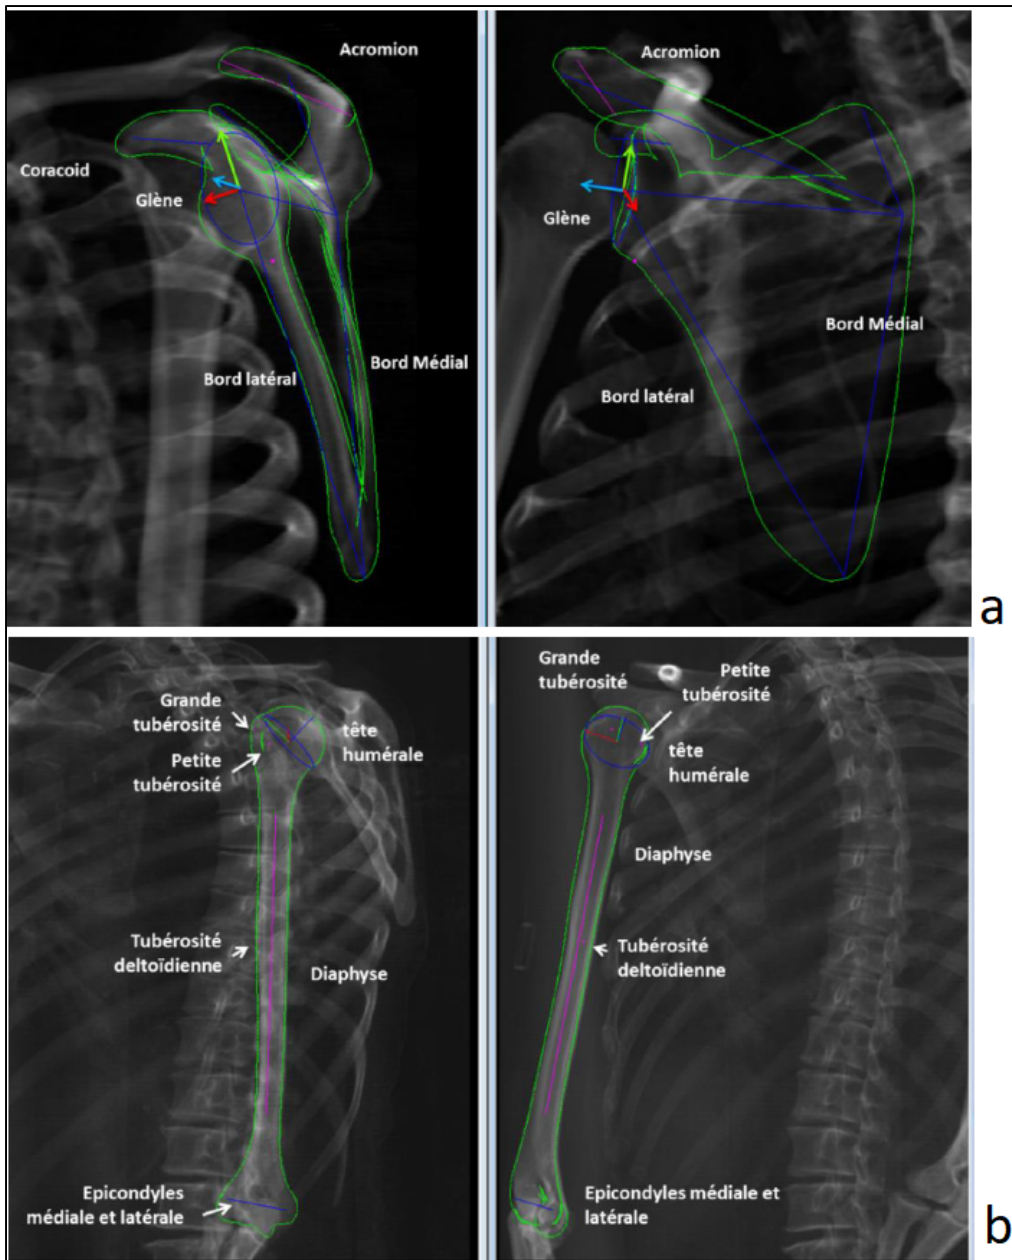 Acromion
Coracoid
Glène
Bord latéral
Bord Médial
Acromion
Glène
Bord Médial
Bord latéral
a
Grande
tubérosité
Petite
tubérosité
tête
humérale
Tubérosité
deltoïdienne
Diaphyse
Epicondyles
médiale et latérale
Grande
tubérosité
Petite
tubérosité
tête
humérale
Diaphyse
Tubérosité
deltoïdienne
Epicondyles médiale et
latérale
b